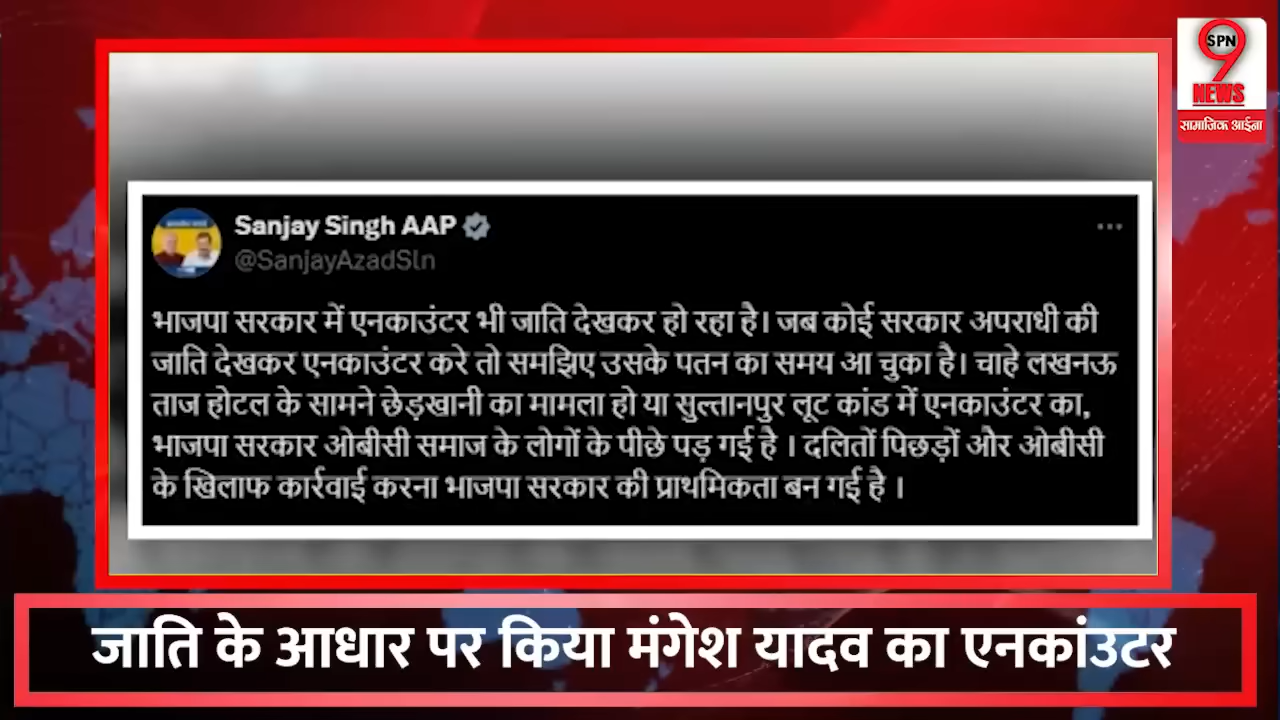 SPN
9
NEWS
सामाजिक आईना
Sanjay Singh AAP
@SanjayAzadSln
भाजपा सरकार में एनकाउंटर भी जाति देखकर हो रहा है। जब कोई सरकार अपराधी की
जाति देखकर एनकाउंटर करे तो समझिए उसके पतन का समय आ चुका है। चाहे लखनऊ
ताज होटल के सामने छेड़खानी का मामला हो या सुल्तानपुर लूट कांड में एनकाउंटर का,
भाजपा सरकार ओबीसी समाज के लोगों के पीछे पड़ गई है । दलितों पिछड़ों और ओबीसी
के खिलाफ कार्रवाई करना भाजपा सरकार की प्राथमिकता बन गई है ।
जाति के आधार पर किया मंगेश यादव का एनकांउटर